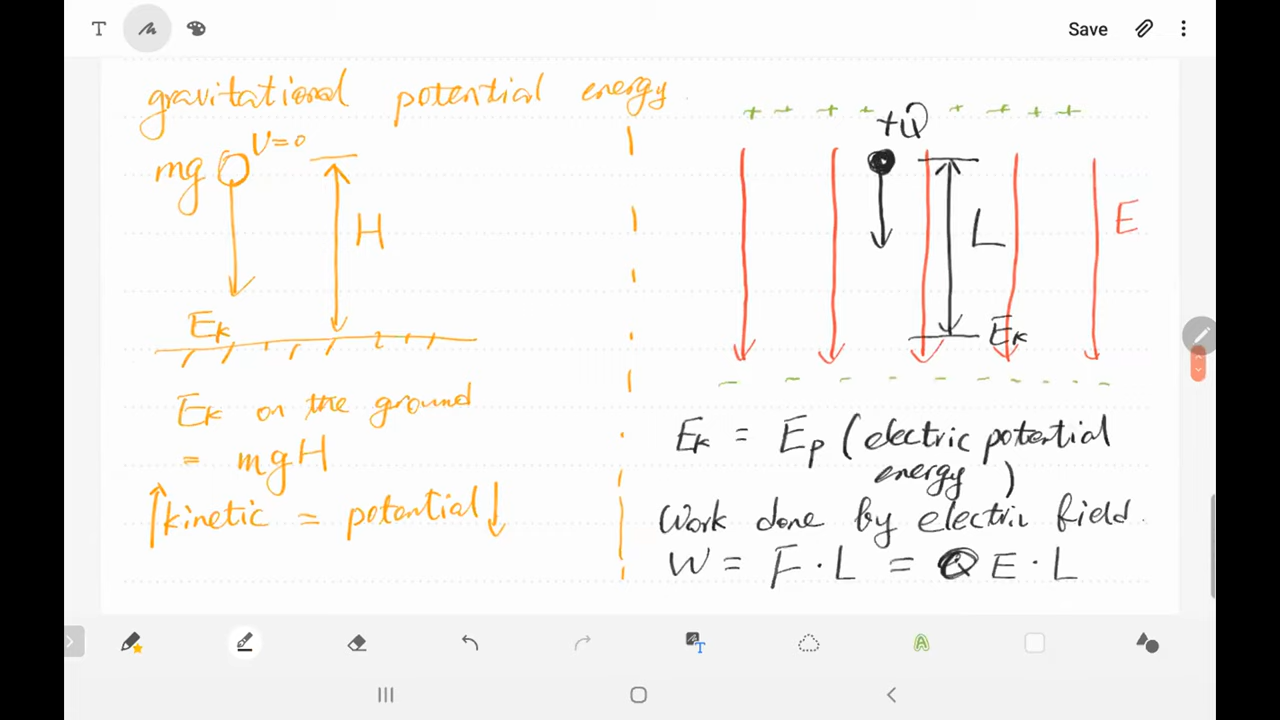 T
Save
gravitational potential energy
mg V=0
H
EK
EK on the ground
= mgH
↑kinetic = potential↓
+ + + + + + + +
+Q
L
E
EK
- - - - - - - - -
EK = EP (electric potential
energy)
Work done by electric field.
W = F · L = Q E · L
T
A